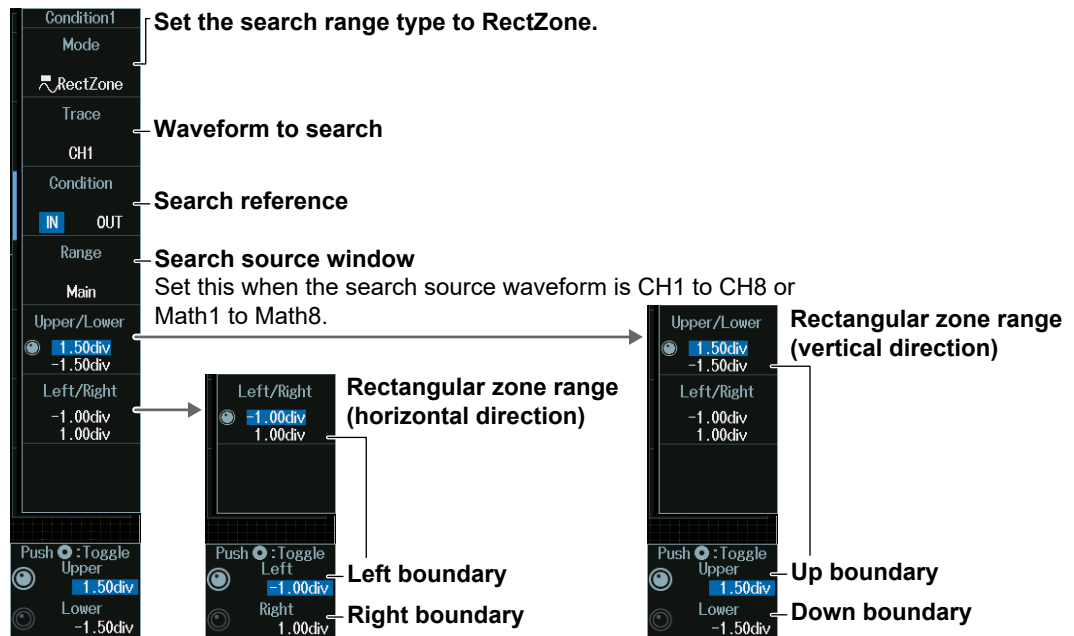 Condition1
Set the search range type to RectZone.
Mode
RectZone
Trace
Waveform to search
CH1
Condition
Search reference
IN OUT
Range
Search source window
Main
Set this when the search source waveform is CH1 to CH8 or
Math1 to Math8.
Upper/Lower
1.50div
-1.50div
Left/Right
-1.00div
1.00div
Push :Toggle
Upper
1.50div
Lower
-1.50div
Left/Right
-1.00div
1.00div
Rectangular zone range
(horizontal direction)
Push :Toggle
Left
-1.00div
Left boundary
Right
1.00div
Right boundary
Upper/Lower
1.50div
-1.50div
Left/Right
-1.00div
1.00div
Rectangular zone range
(vertical direction)
Push :Toggle
Upper
1.50div
Up boundary
Lower
-1.50div
Down boundary